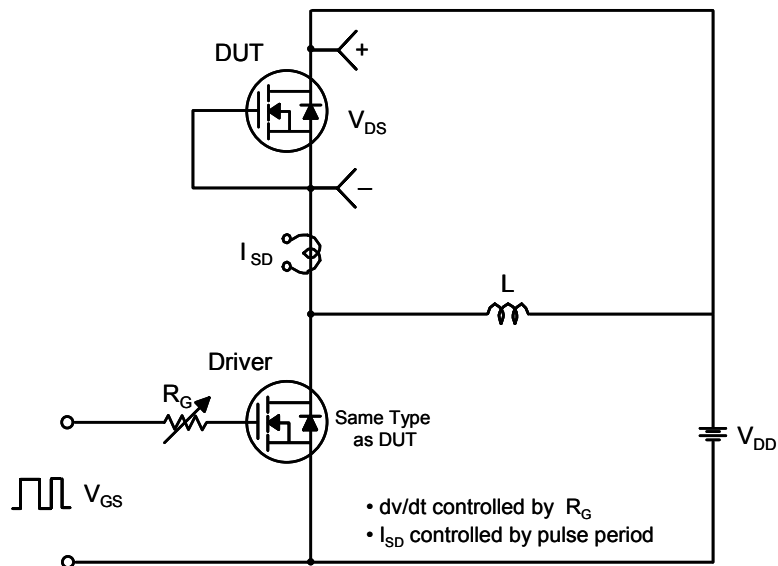 DUT
+
V_DS
–
I_SD
L
Driver
R_G
Same Type
as DUT
V_DD
V_GS
• dv/dt controlled by R_G
• I_SD controlled by pulse period